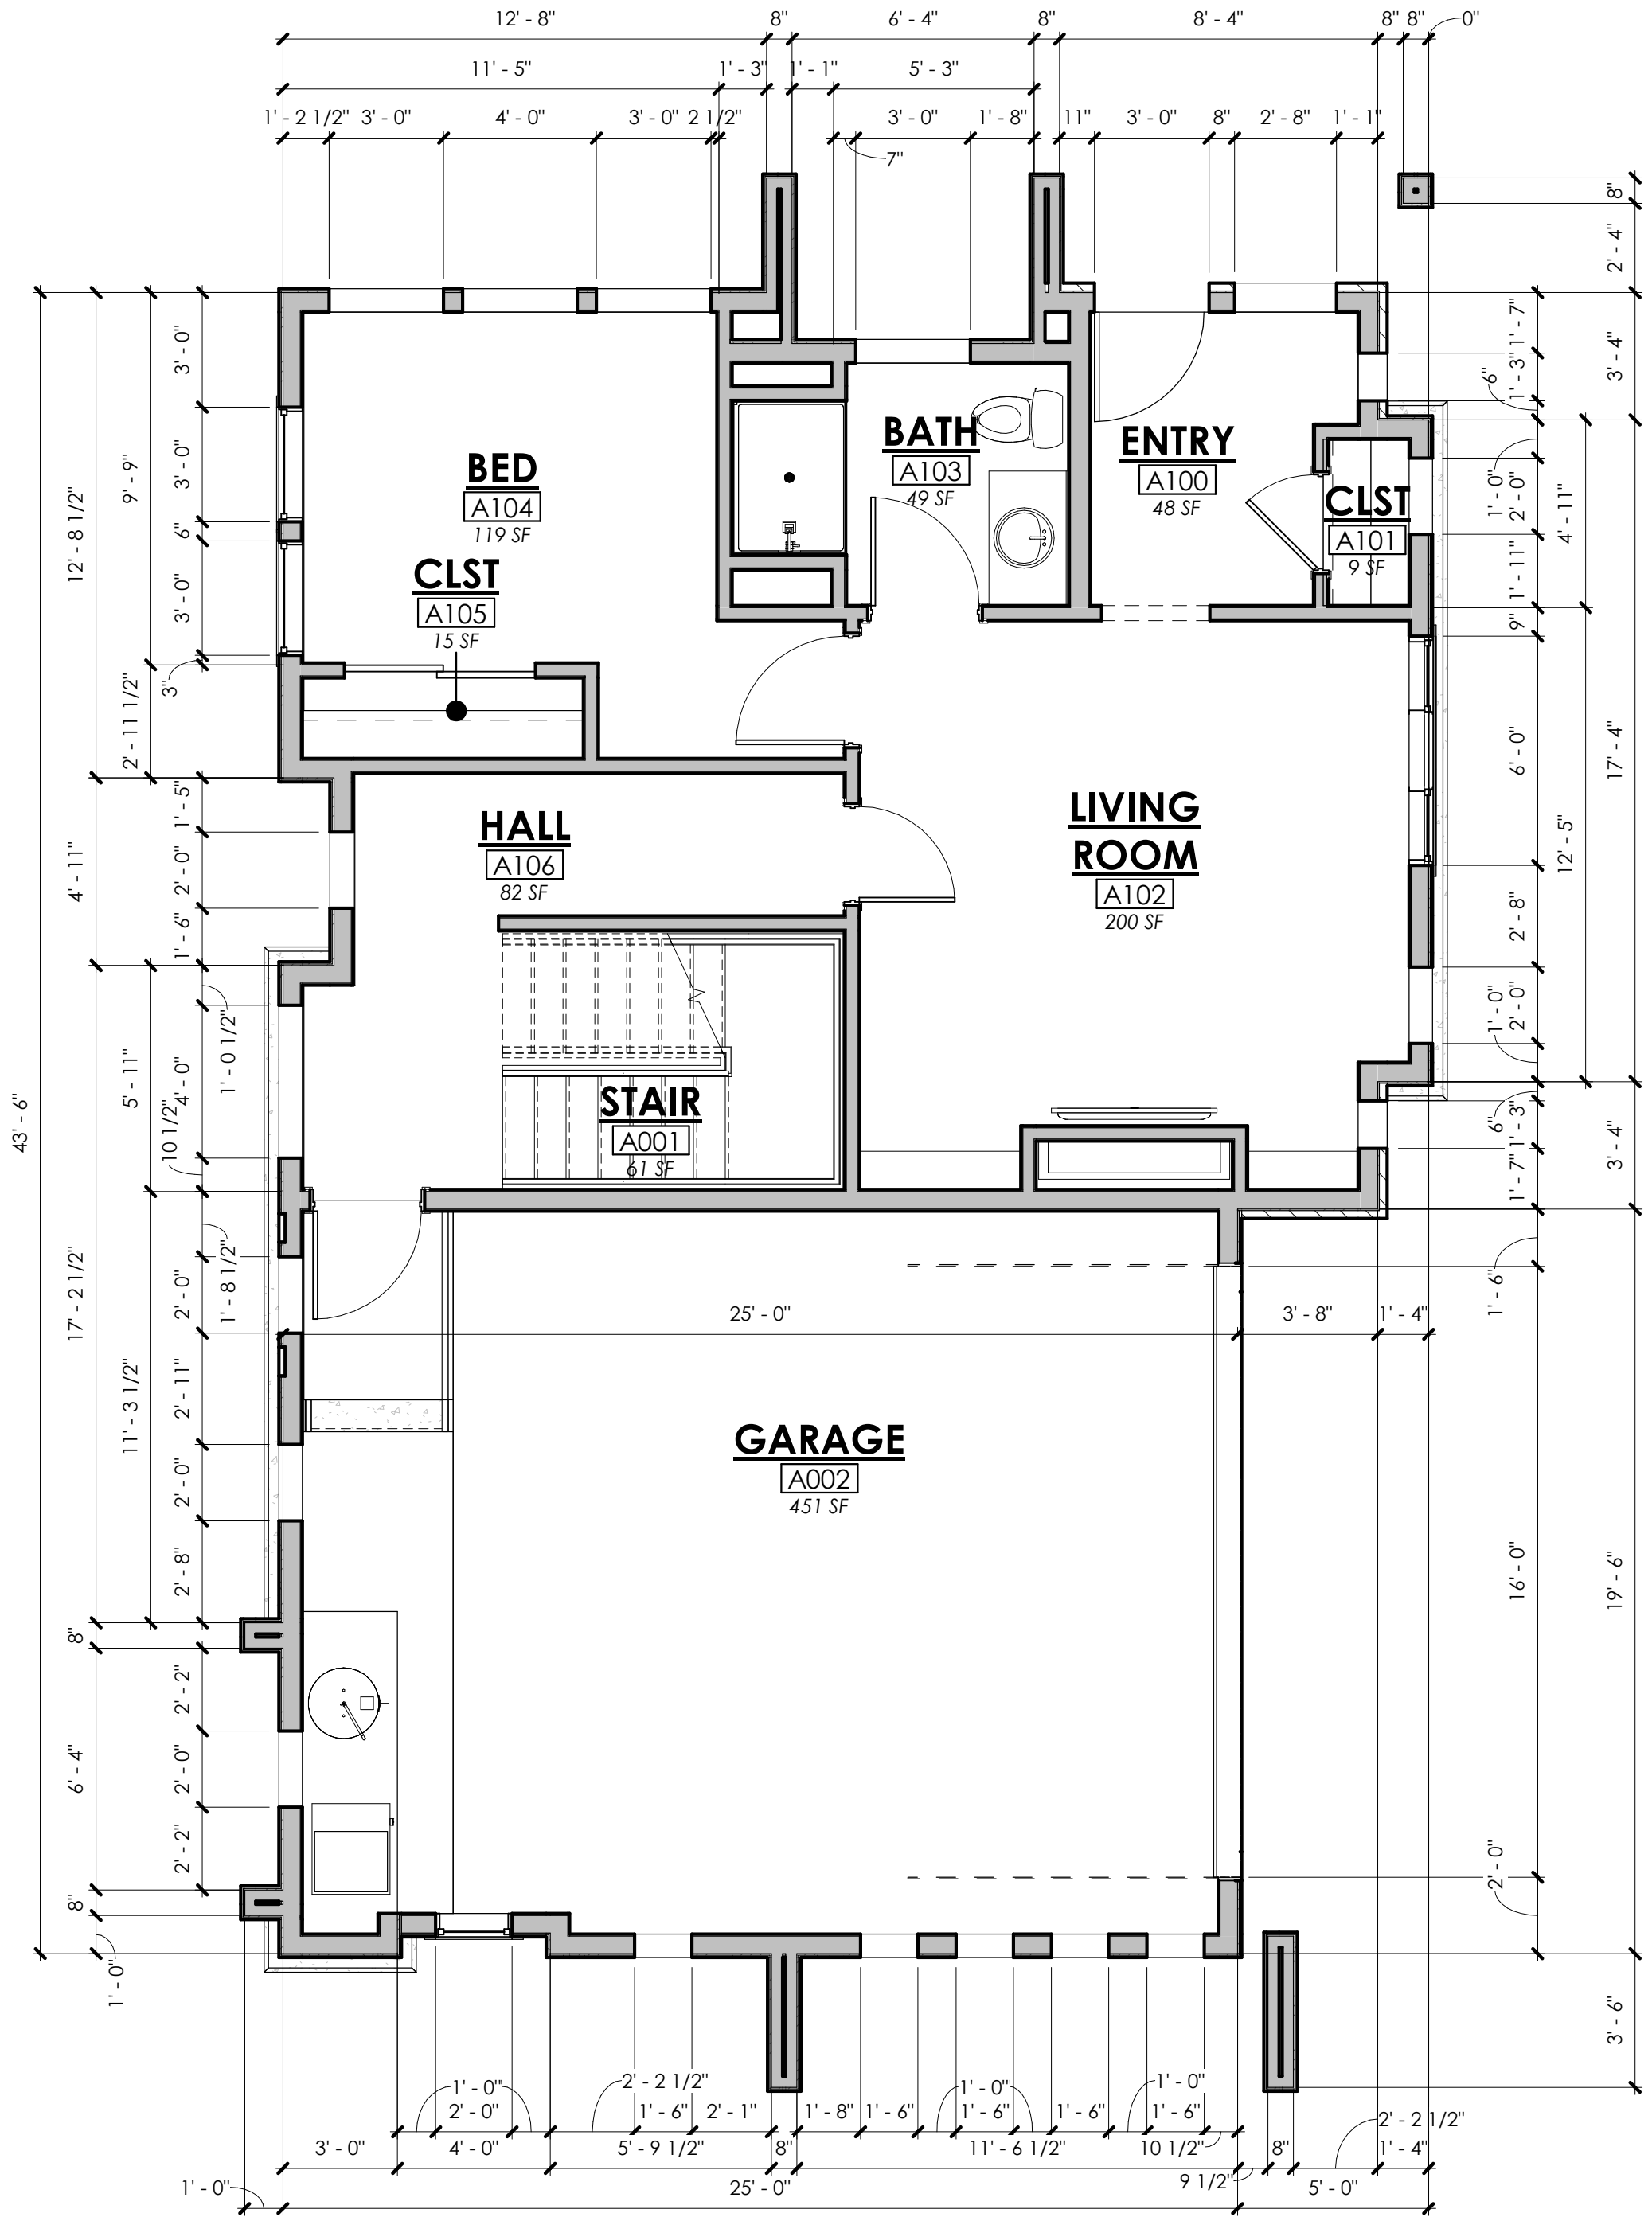 12' - 8" 8" 6' - 4" 8" 8' - 4" 8" 8" 0"
11' - 5" 1' - 3" 1' - 1" 5' - 3"
1' - 2 1/2" 3' - 0" 4' - 0" 3' - 0" 2 1/2" 3' - 0" 1' - 8" 11" 3' - 0" 8" 2' - 8" 1' - 1"
7"
8"
2' - 4"
3' - 4"
1' - 7"
1' - 3"
6"
1' - 0"
2' - 0"
1' - 11"
4' - 11"
9"
6' - 0"
17' - 4"
12' - 5"
2' - 8"
2' - 0"
1' - 0"
6"
1' - 3"
1' - 7"
3' - 4"
1' - 6"
16' - 0"
19' - 6"
2' - 0"
3' - 6"
43' - 6"
12' - 8 1/2"
4' - 11"
17' - 2 1/2"
8"
6' - 4"
8"
1' - 0"
9' - 9"
2' - 11 1/2"
5' - 11"
11' - 3 1/2"
3' - 0"
3' - 0"
6"
3' - 0"
3"
1' - 5"
2' - 0"
1' - 6"
1' - 0 1/2"
4' - 0"
10 1/2"
1' - 8 1/2"
2' - 0"
2' - 11"
2' - 0"
2' - 8"
2' - 2"
2' - 0"
2' - 2"
BED
A104
119 SF
CLST
A105
15 SF
BATH
A103
49 SF
ENTRY
A100
48 SF
CLST
A101
9 SF
HALL
A106
82 SF
LIVING
ROOM
A102
200 SF
STAIR
A001
61 SF
25' - 0" 3' - 8" 1' - 4"
GARAGE
A002
451 SF
1' - 0" 2' - 2 1/2" 1' - 0" 1' - 0"
2' - 0" 1' - 6" 2' - 1" 1' - 8" 1' - 6" 1' - 6" 1' - 6" 1' - 6" 2' - 2 1/2"
3' - 0" 4' - 0" 5' - 9 1/2" 8" 11' - 6 1/2" 10 1/2" 8" 1' - 4"
1' - 0" 25' - 0" 9 1/2" 5' - 0"